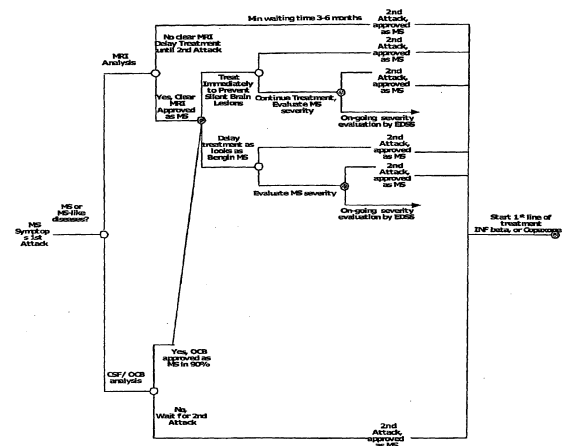 Min waiting time 3-6 months
2nd
Attack,
approved
as MS
No clear MRI
Delay Treatment
until 2nd Attack
2nd
Attack,
approved
as MS
MRI
Analysis
Treat
Immediately
to Prevent
Silent Brain
Lesions
2nd
Attack,
approved
as MS
Yes, Clear
MRI
Approved
as MS
Continue Treatment,
Evaluate MS
severity
On-going severity
evaluation by EDSS
Delay
treatment as
looks as
Bengin MS
2nd
Attack,
approved
as MS
2nd
Attack,
approved
as MS
Evaluate MS severity
On-going severity
evaluation by EDSS
MS or
MS-like
diseases?
MS
Symptop
s 1st
Attack
Start 1st line of
treatment
INF beta, or Copaxone
Yes, OCB
approved as
MS in 90%
CSF/ OCB
analysis
No,
Wait for 2nd
Attack
2nd
Attack,
approved
as MS